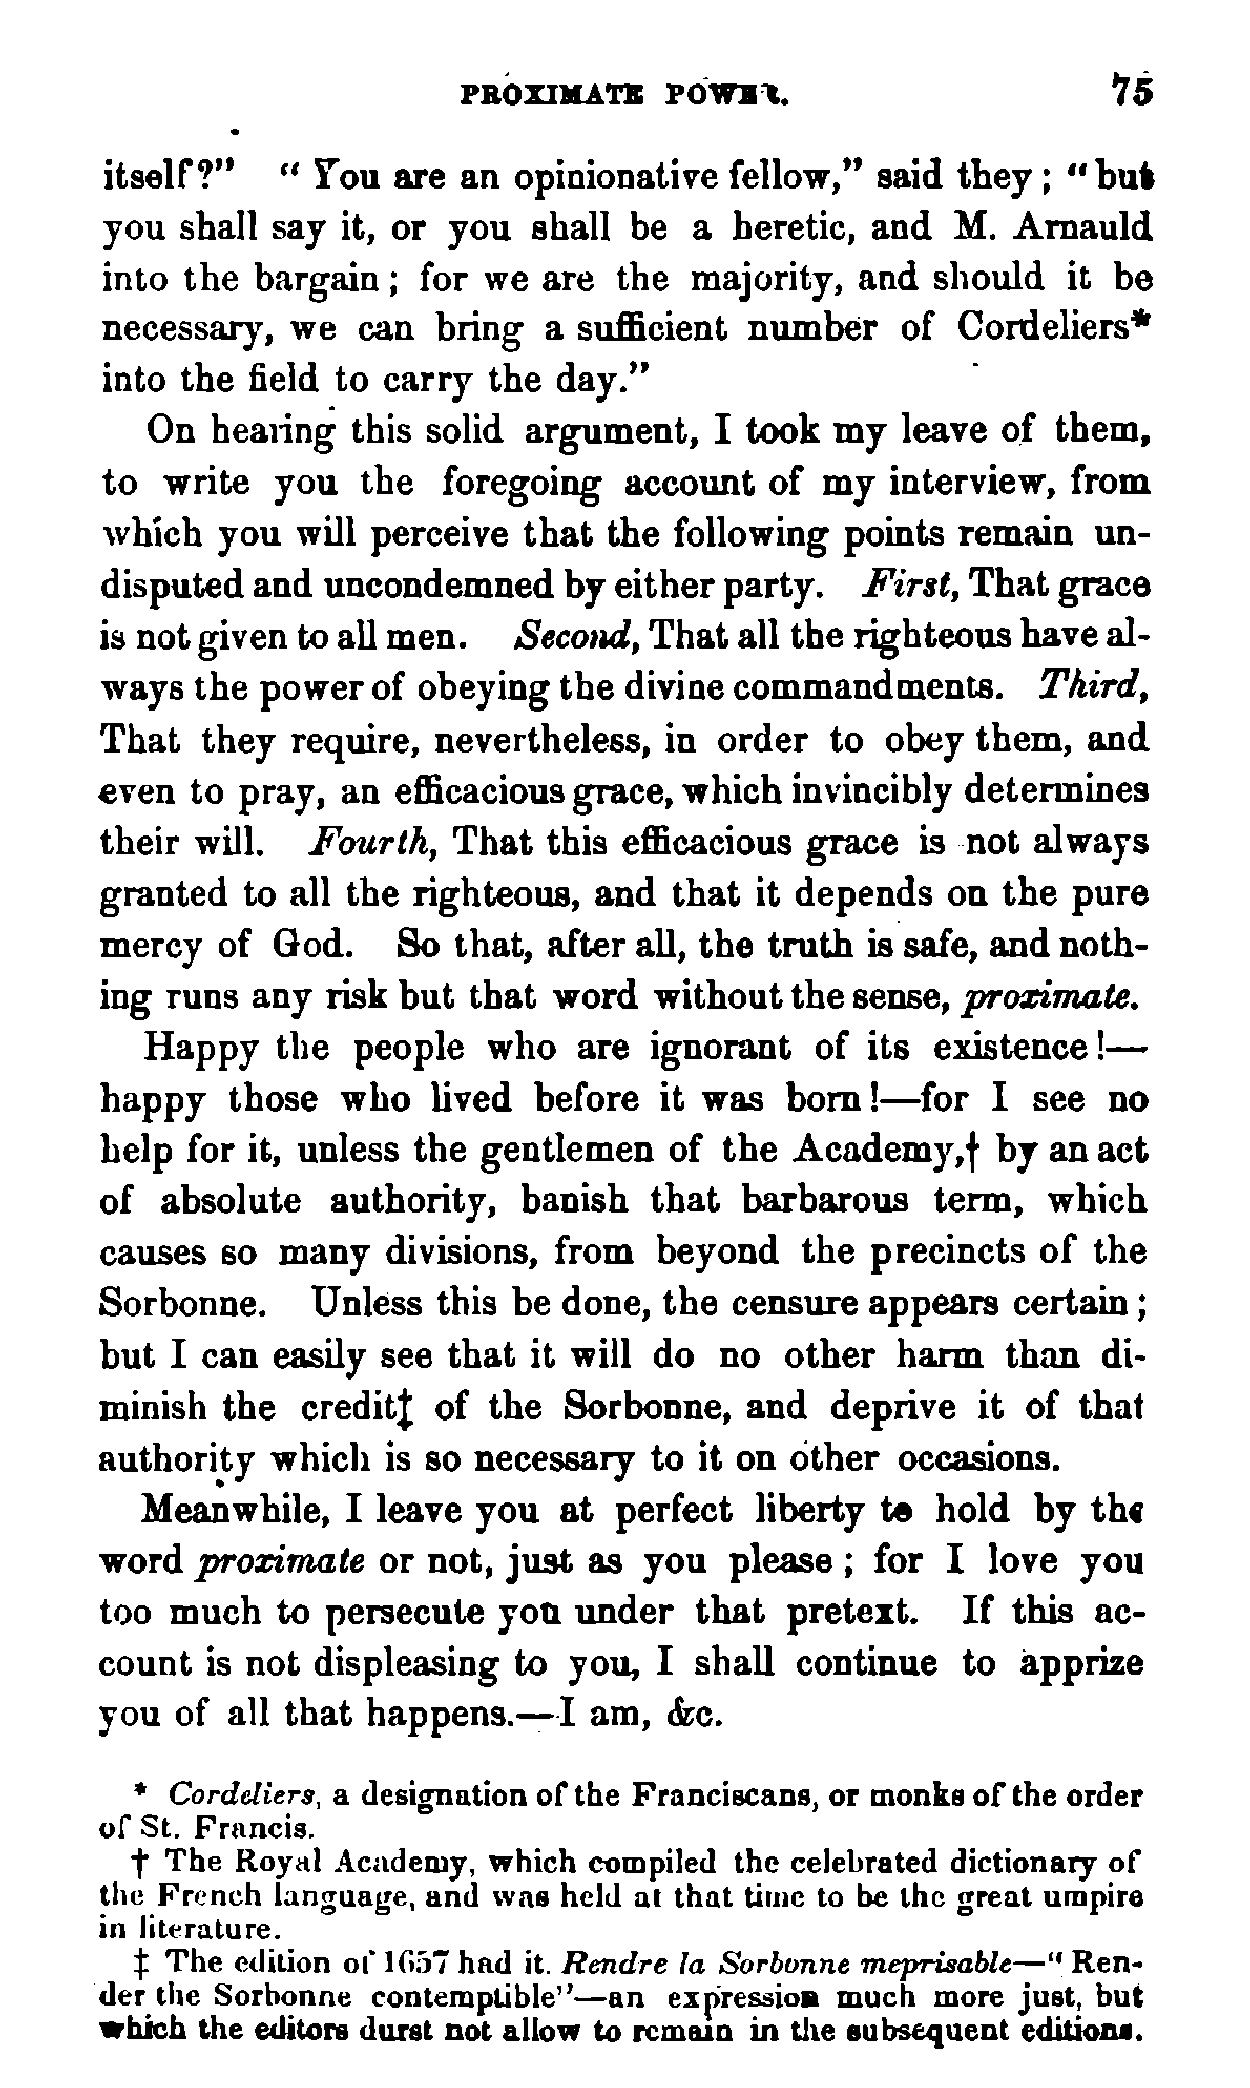 PROXIMATE POWER. 75
itself?" "You are an opinionative fellow," said they; "but
you shall say it, or you shall be a heretic, and M. Arnauld
into the bargain; for we are the majority, and should it be
necessary, we can bring a sufficient number of Cordeliers*
into the field to carry the day."
On hearing this solid argument, I took my leave of them,
to write you the foregoing account of my interview, from
which you will perceive that the following points remain un-
disputed and uncondemned by either party. First, That grace
is not given to all men. Second, That all the righteous have al-
ways the power of obeying the divine commandments. Third,
That they require, nevertheless, in order to obey them, and
even to pray, an efficacious grace, which invincibly determines
their will. Fourth, That this efficacious grace is not always
granted to all the righteous, and that it depends on the pure
mercy of God. So that, after all, the truth is safe, and noth-
ing runs any risk but that word without the sense, proximate.
Happy the people who are ignorant of its existence!—
happy those who lived before it was born!—for I see no
help for it, unless the gentlemen of the Academy,† by an act
of absolute authority, banish that barbarous term, which
causes so many divisions, from beyond the precincts of the
Sorbonne. Unless this be done, the censure appears certain;
but I can easily see that it will do no other harm than di-
minish the credit‡ of the Sorbonne, and deprive it of that
authority which is so necessary to it on other occasions.
Meanwhile, I leave you at perfect liberty to hold by the
word proximate or not, just as you please; for I love you
too much to persecute you under that pretext. If this ac-
count is not displeasing to you, I shall continue to apprize
you of all that happens.—I am, &c.
* Cordeliers, a designation of the Franciscans, or monks of the order
of St. Francis.
† The Royal Academy, which compiled the celebrated dictionary of
the French language, and was held at that time to be the great umpire
in literature.
‡ The edition of 1657 had it. Rendre la Sorbonne meprisable—"Ren-
der the Sorbonne contemptible"—an expression much more just, but
which the editors durst not allow to remain in the subsequent editions.